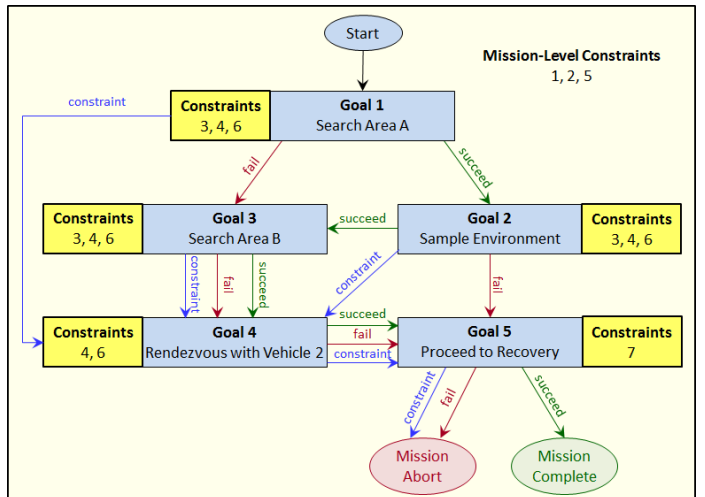 Start
Mission-Level Constraints
1, 2, 5
constraint
Constraints
3, 4, 6
Goal 1
Search Area A
fail
succeed
Constraints
3, 4, 6
Goal 3
Search Area B
succeed
Goal 2
Sample Environment
Constraints
3, 4, 6
constraint
fail
succeed
constraint
fail
Constraints
4, 6
Goal 4
Rendezvous with Vehicle 2
succeed
fail
constraint
Goal 5
Proceed to Recovery
Constraints
7
constraint
fail
succeed
Mission
Abort
Mission
Complete